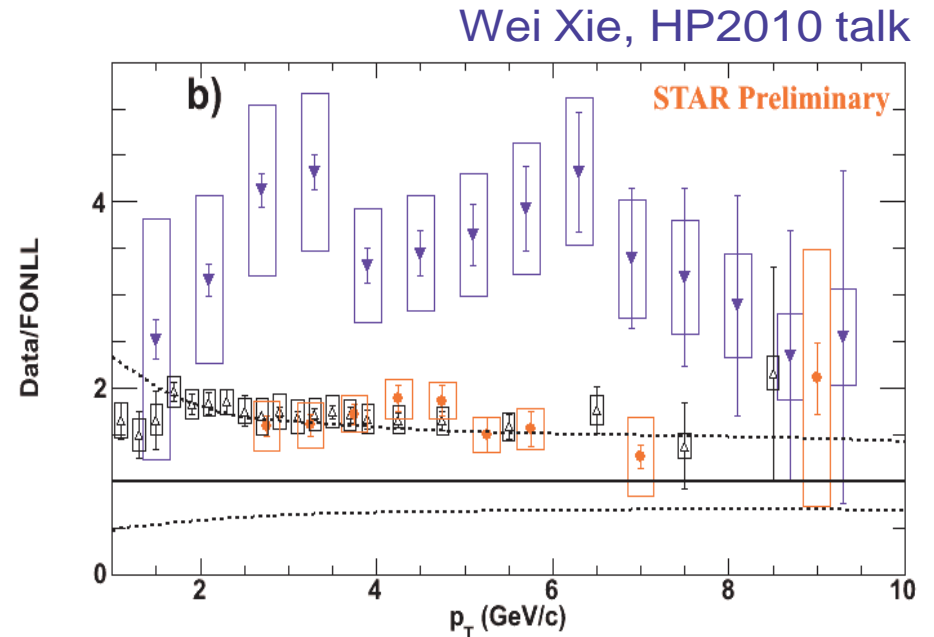 Wei Xie, HP2010 talk
b)
STAR Preliminary
Data/FONLL
4
2
0
2
4
6
8
10
p_T (GeV/c)